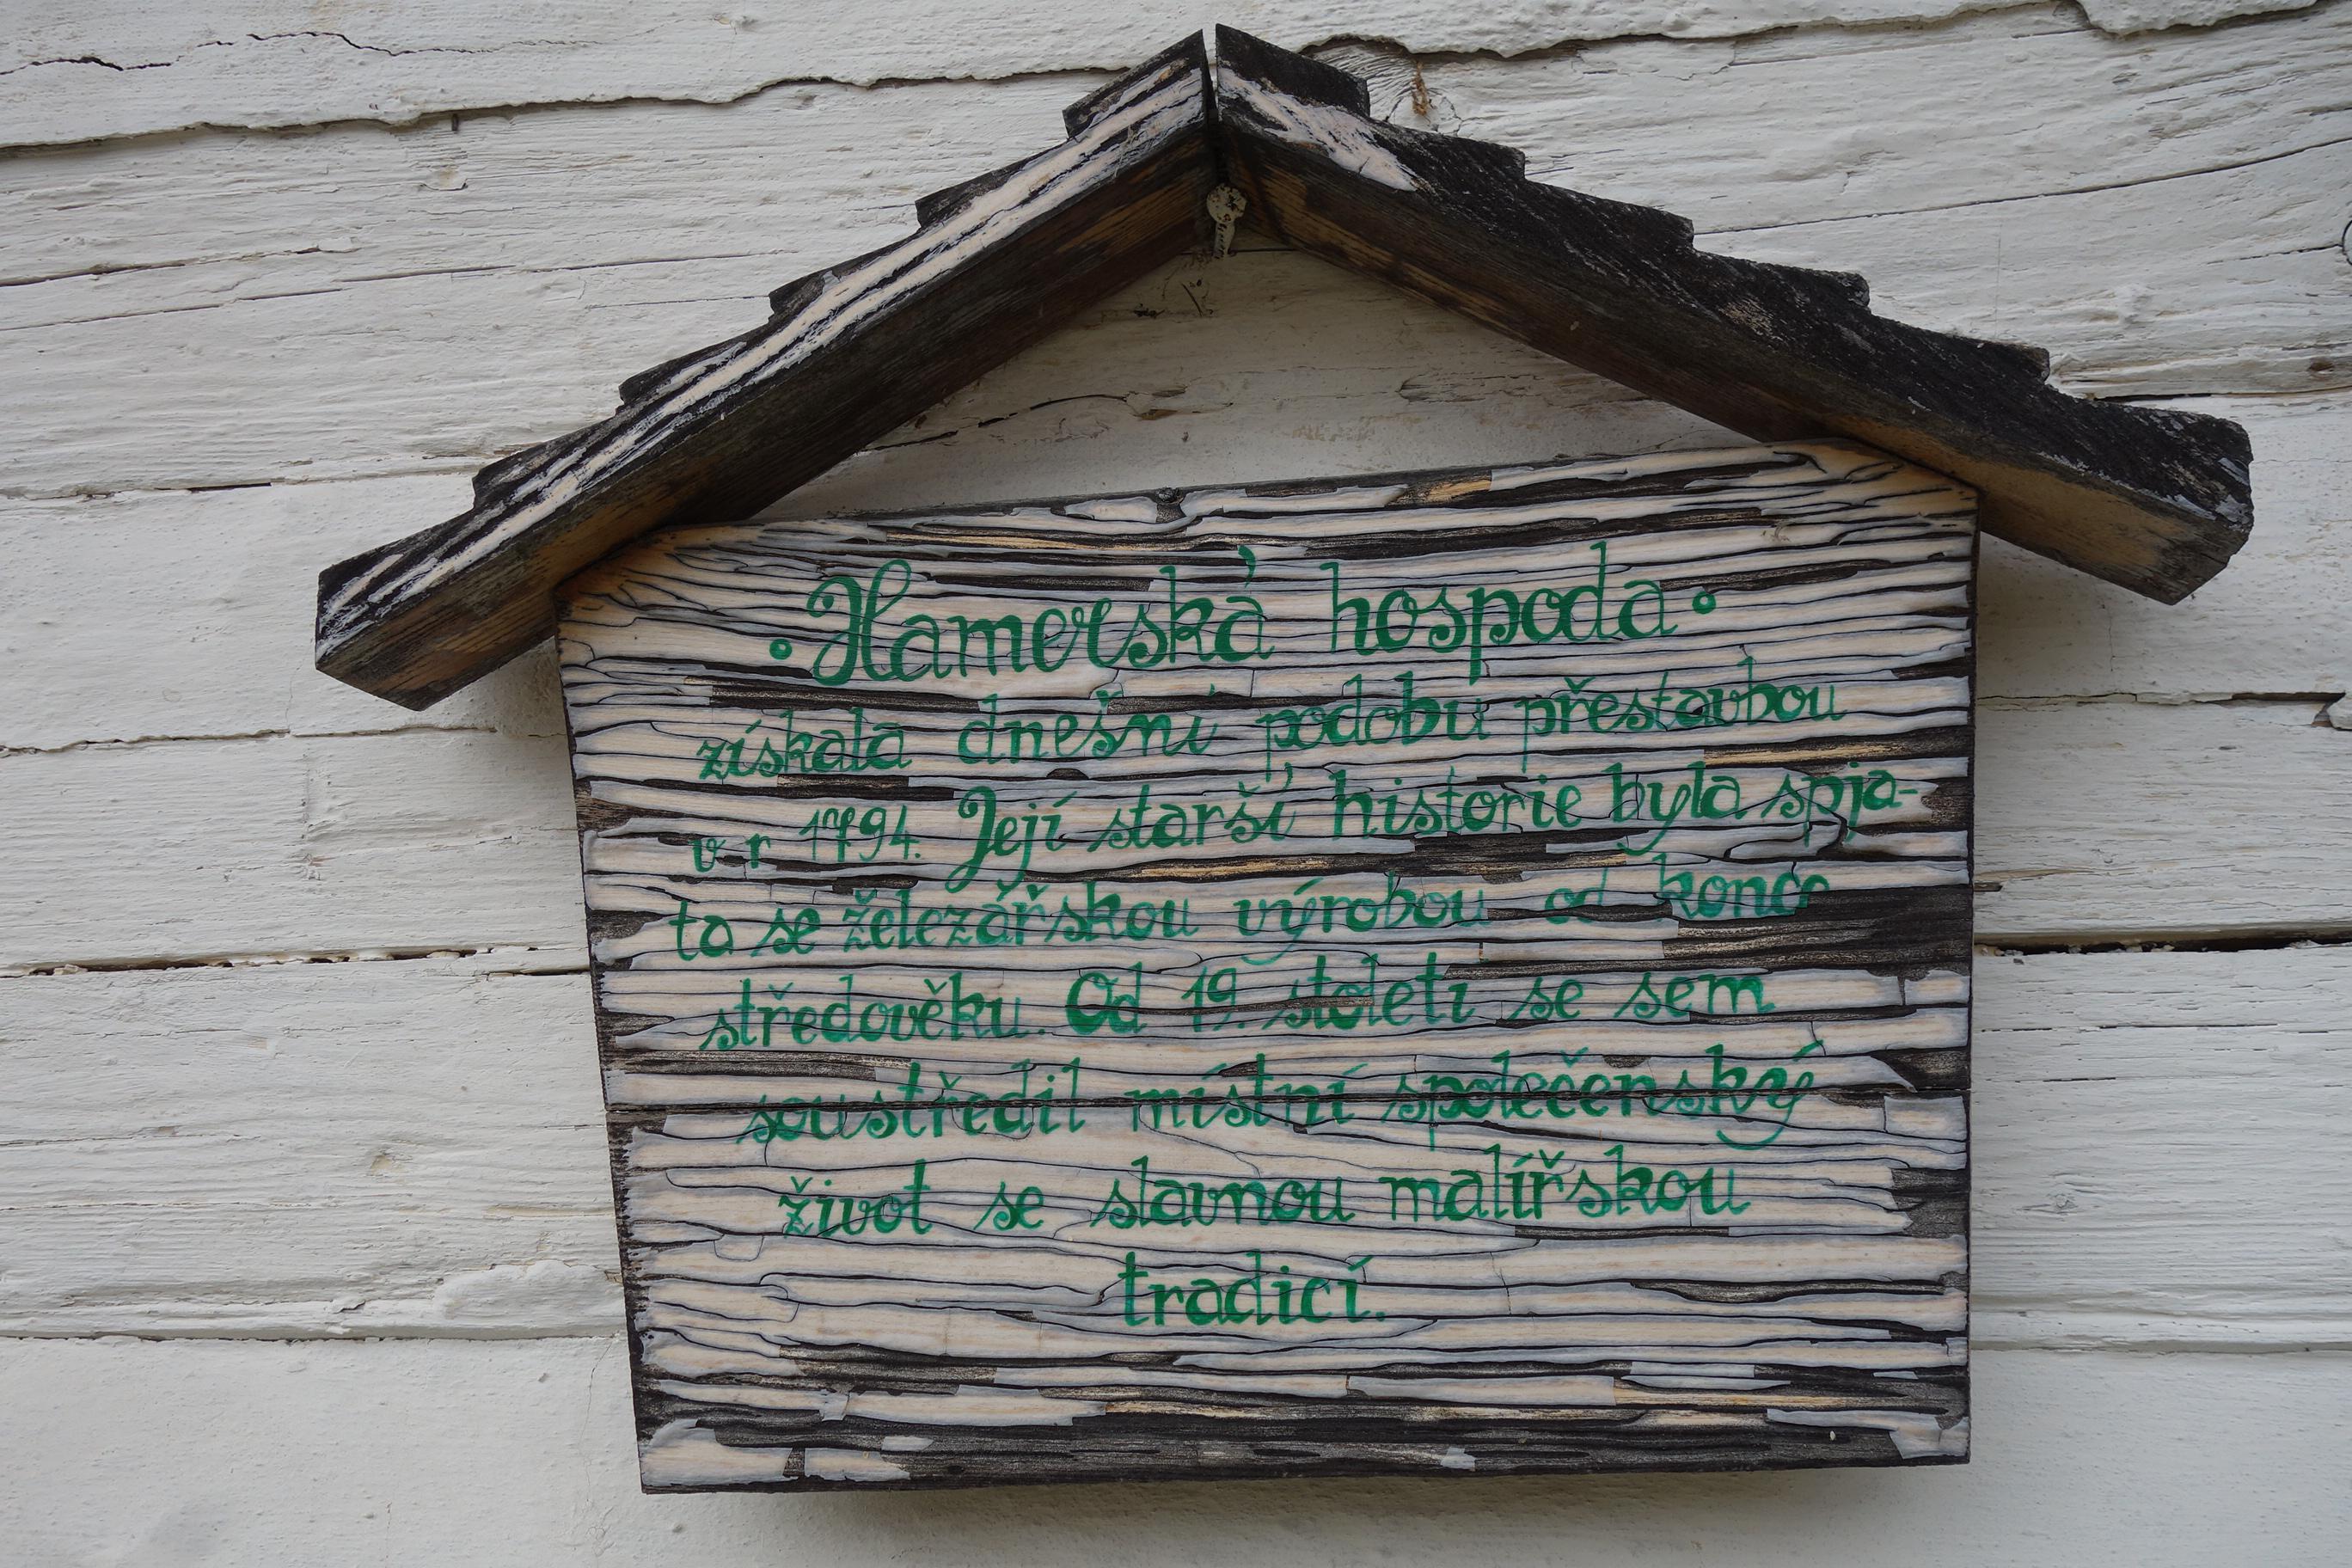 • Hamerská hospoda •
získala dnešní podobu přestavbou
v r 1794. Její starší historie byla spja-
ta se železářskou výrobou od konce
středověku. Od 19. století se sem
soustředil místní společenský
život se slavnou malířskou
tradicí.